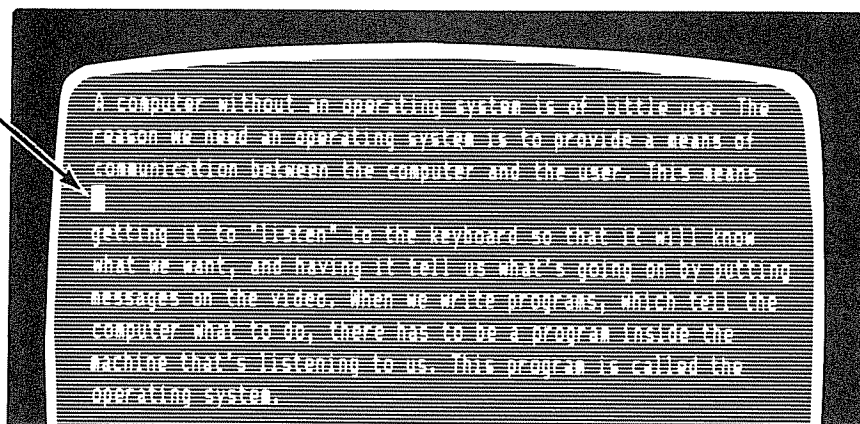 A computer without an operating system is of little use. The
reason we need an operating system is to provide a means of
communication between the computer and the user. This means
getting it to "listen" to the keyboard so that it will know
what we want, and having it tell us what's going on by putting
messages on the video. When we write programs, which tell the
computer what to do, there has to be a program inside the
machine that's listening to us. This program is called the
operating system.